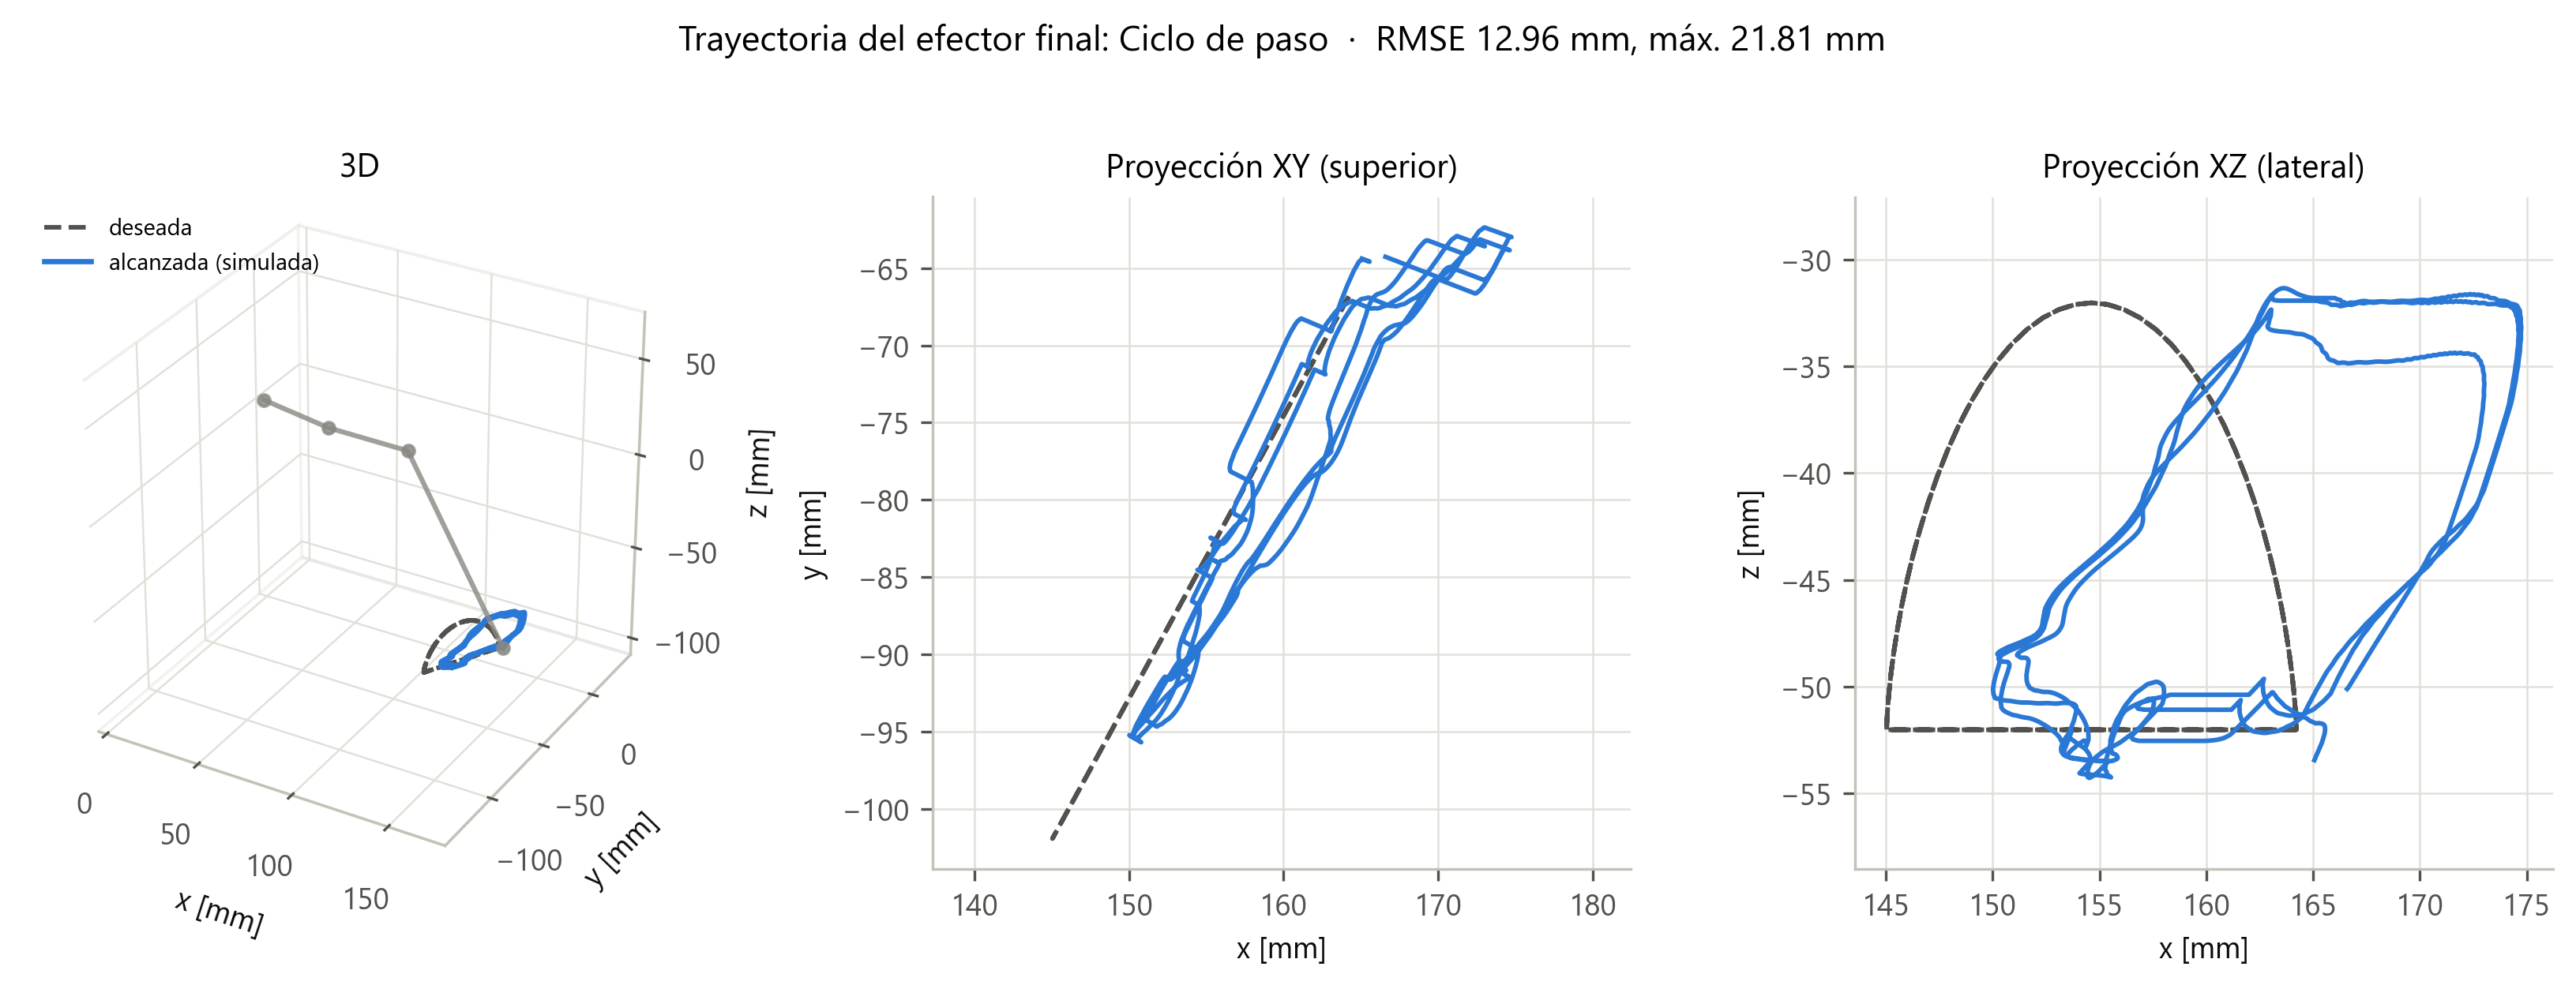 Trayectoria del efector final: Ciclo de paso · RMSE 12.96 mm, máx. 21.81 mm
3D
deseada
alcanzada (simulada)
50
0
−50
−100
z [mm]
0
50
100
150
x [mm]
−100
−50
0
y [mm]
Proyección XY (superior)
−65
−70
−75
−80
−85
−90
−95
−100
y [mm]
140
150
160
170
180
x [mm]
Proyección XZ (lateral)
−30
−35
−40
−45
−50
−55
z [mm]
145
150
155
160
165
170
175
x [mm]